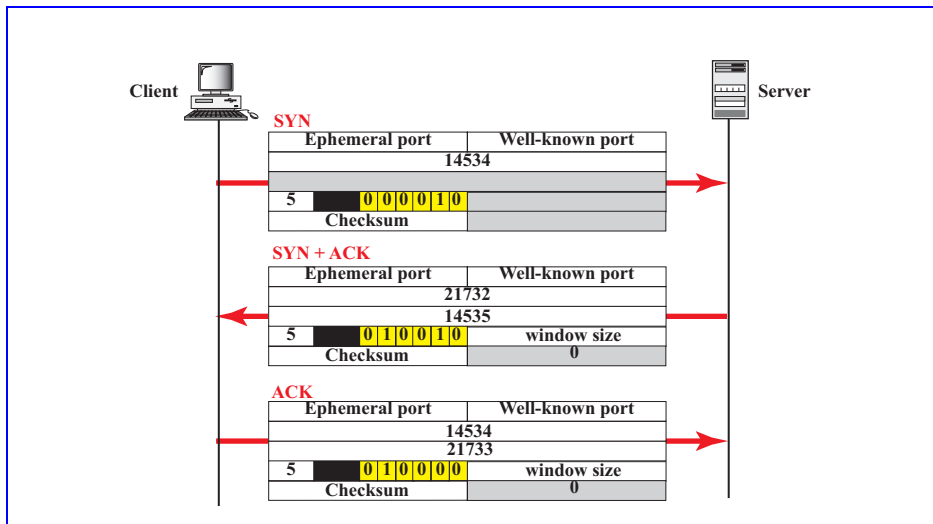 Client
Server
SYN
Ephemeral port Well-known port
14534
5 0 0 0 0 1 0
Checksum
SYN + ACK
Ephemeral port Well-known port
21732
14535
5 0 1 0 0 1 0 window size
Checksum 0
ACK
Ephemeral port Well-known port
14534
21733
5 0 1 0 0 0 0 window size
Checksum 0